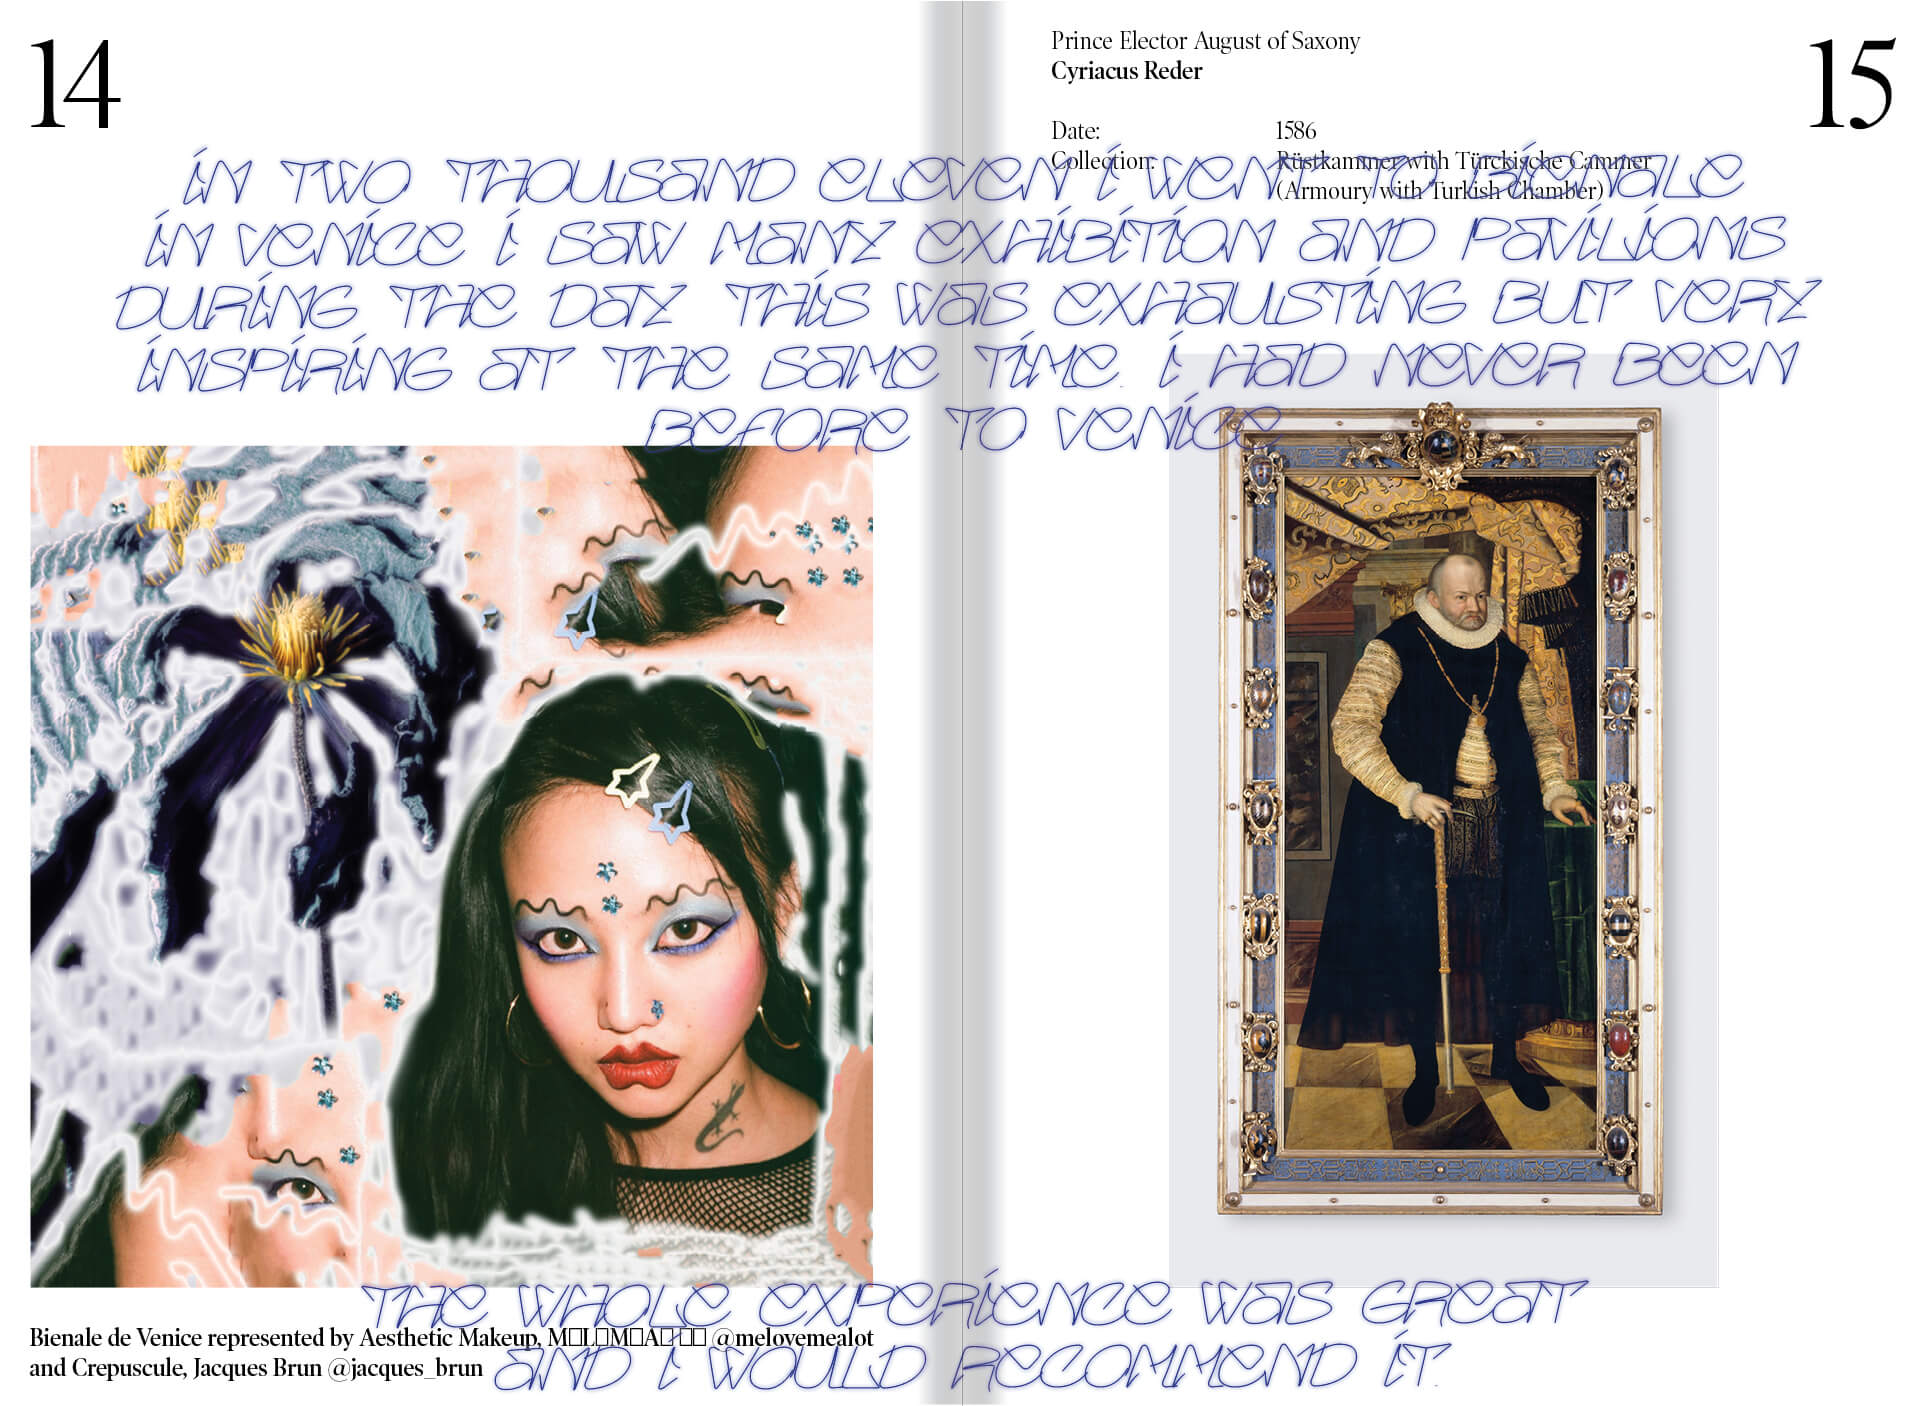 14
Prince Elector August of Saxony
Cyriacus Reder
15
Date: 1586
Collection: Rüstkammer with Türckische Cammer
(Armoury with Turkish Chamber)
iN TWO THOUSaND eLeVeN i WeNT TO BieNaLe
iN VeNiCe i SaW MaNY eXHiBiTiON aND PaViLiONS
DURiNG THe DaY. THiS WaS eXHaUSTiNG BUT VeRY
iNSPiRiNG aT THe SaMe TiMe. i HaD NeVeR BeeN
BeFORe TO VeNiCe
THe WHOLe eXPeRieNCe WaS GReaT
aND i WOULD ReCOMMeND iT.
Bienale de Venice represented by Aesthetic Makeup, M□L□M□A□□□ @melovemealot
and Crepuscule, Jacques Brun @jacques_brun